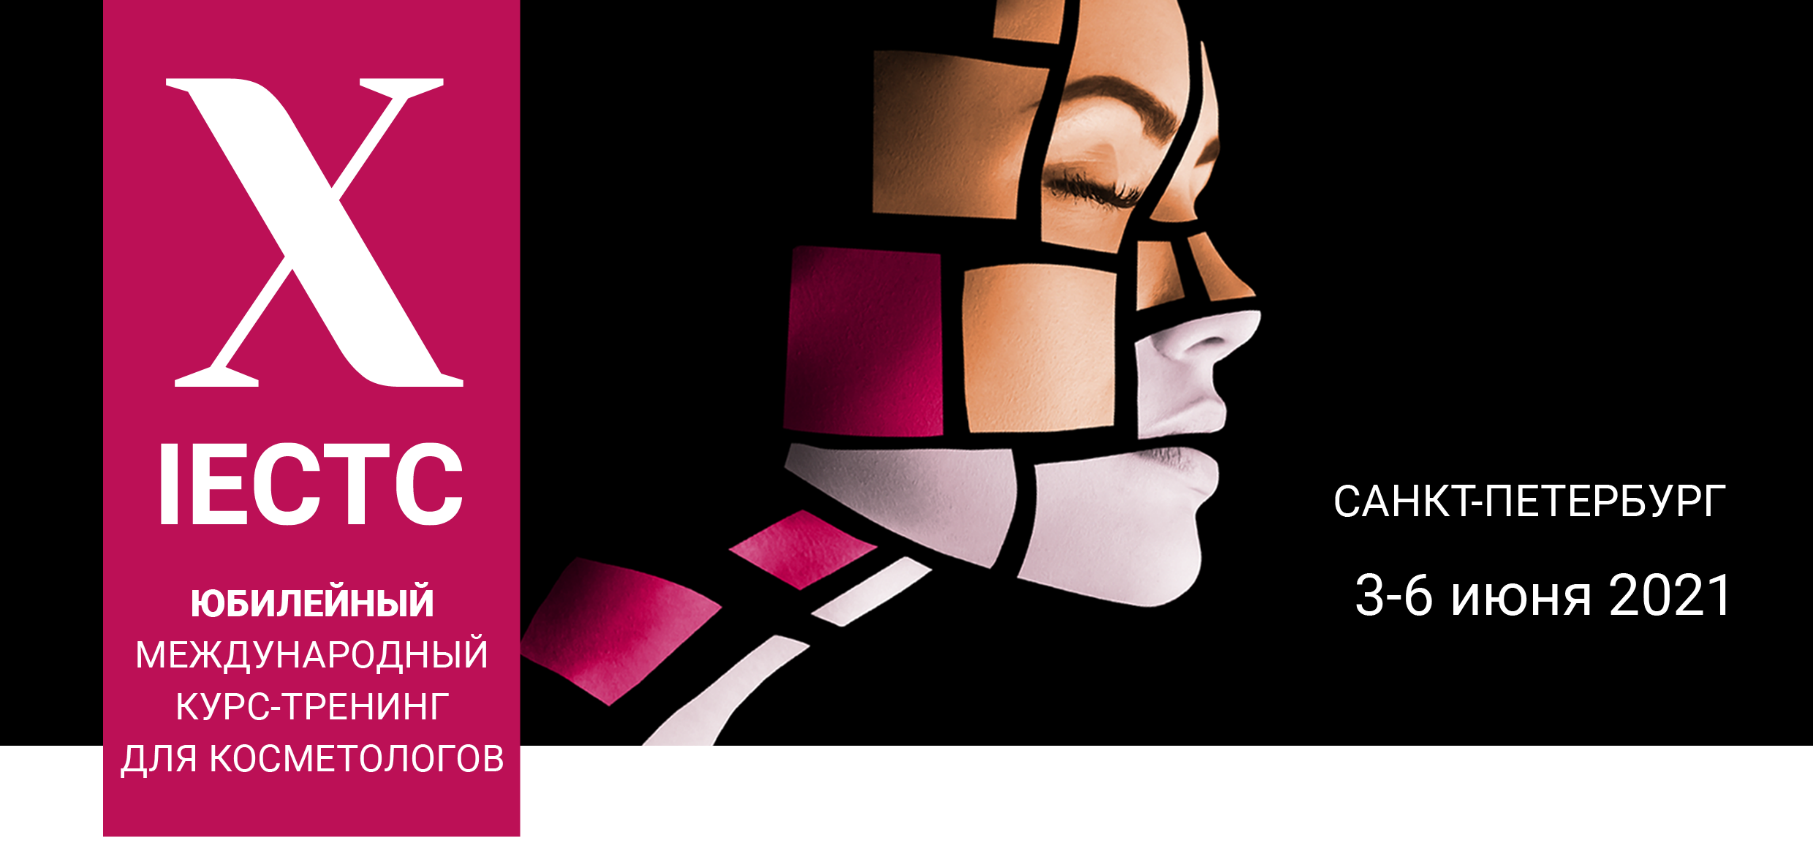 X
IECTC
ЮБИЛЕЙНЫЙ
МЕЖДУНАРОДНЫЙ
КУРС-ТРЕНИНГ
ДЛЯ КОСМЕТОЛОГОВ
САНКТ-ПЕТЕРБУРГ
3-6 июня 2021